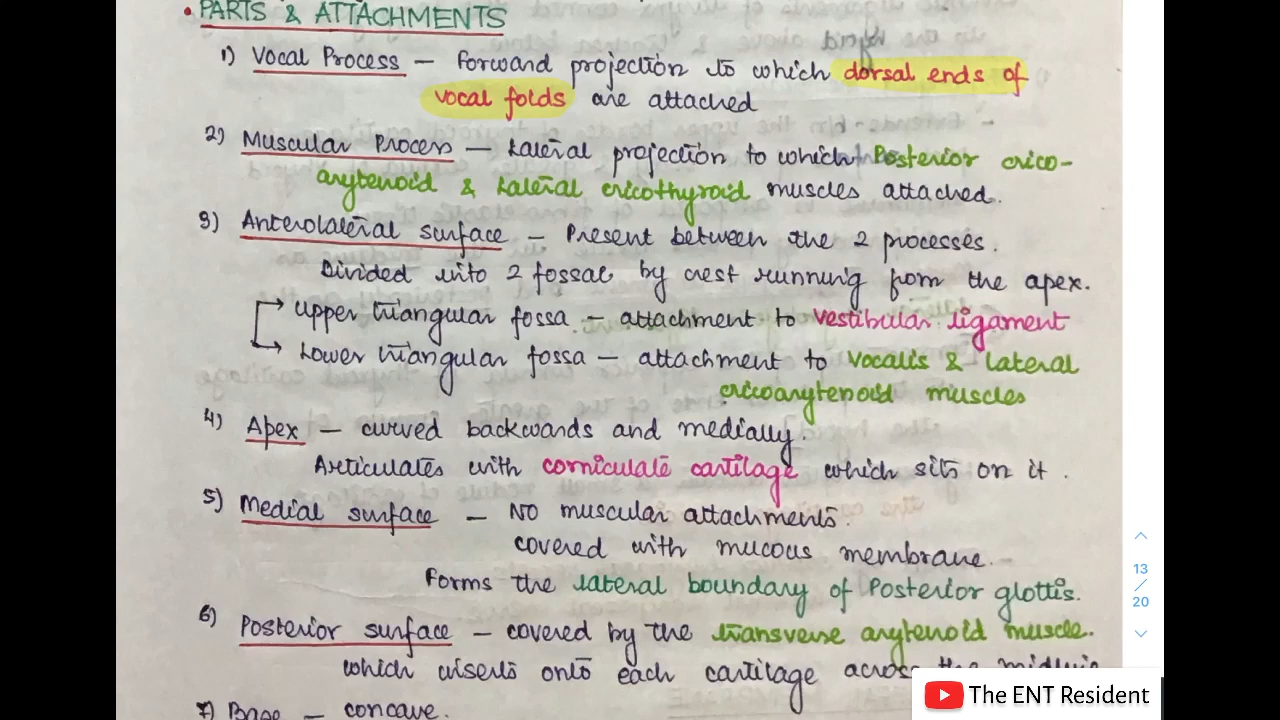 • PARTS & ATTACHMENTS
1) Vocal Process – Forward projection to which dorsal ends of
vocal folds are attached
2) Muscular Process – Lateral projection to which Posterior crico-
arytenoid & Lateral cricothyroid muscles attached.
3) Anterolateral surface – Present between the 2 processes.
Divided into 2 fossae by crest running from the apex.
→ Upper triangular fossa – attachment to vestibular ligament
→ Lower triangular fossa – attachment to vocalis & lateral
cricoarytenoid muscles
4) Apex – curved backwards and medially.
Articulates with corniculate cartilage which sits on it.
5) Medial surface – NO muscular attachments.
covered with mucous membrane.
Forms the lateral boundary of Posterior glottis.
6) Posterior surface – covered by the transverse arytenoid muscle.
which inserts onto each cartilage across the midline
7) Base – concave.
13
/
20
The ENT Resident